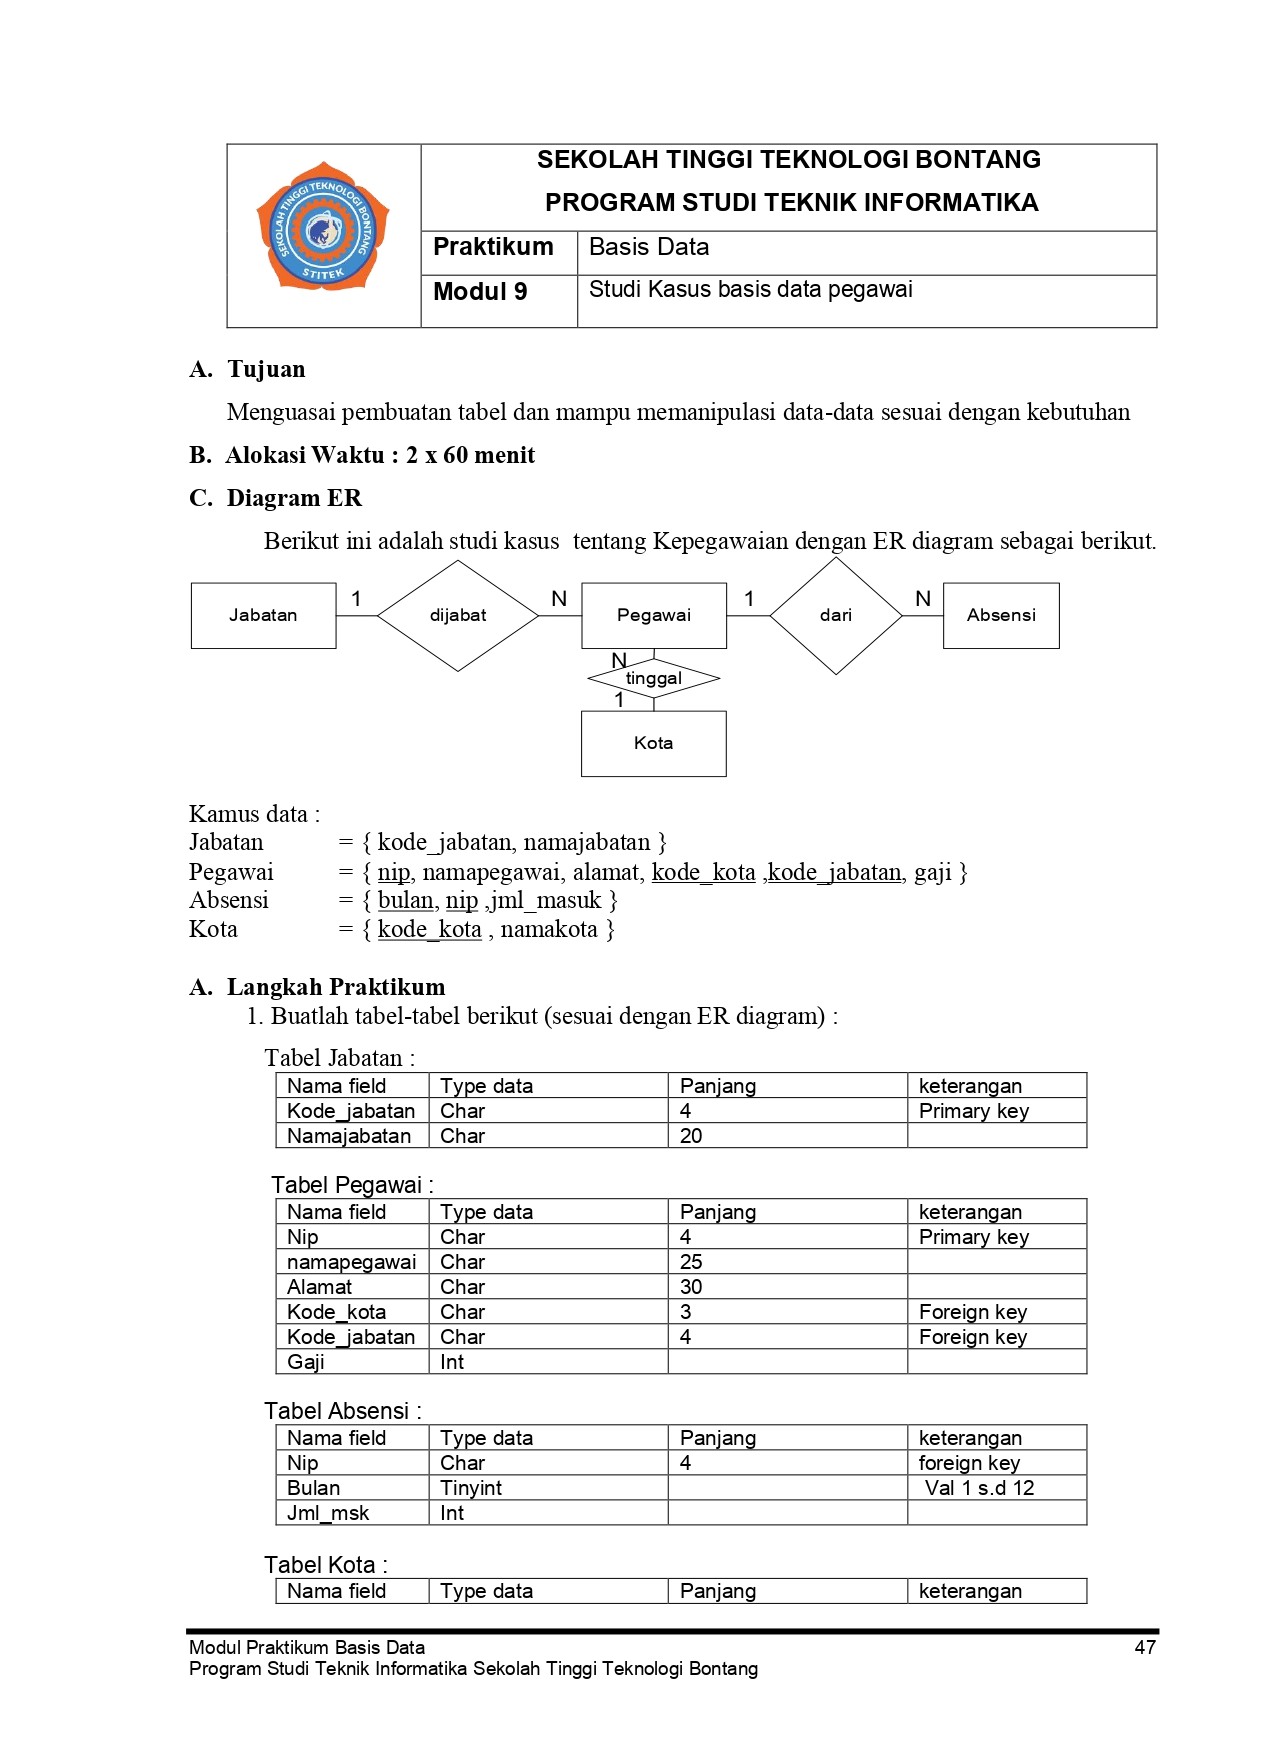 SEKOLAH TINGGI TEKNOLOGI BONTANG
STITEK
SEKOLAH TINGGI TEKNOLOGI BONTANG
PROGRAM STUDI TEKNIK INFORMATIKA
Praktikum Basis Data
Modul 9 Studi Kasus basis data pegawai
A. Tujuan
Menguasai pembuatan tabel dan mampu memanipulasi data-data sesuai dengan kebutuhan
B. Alokasi Waktu : 2 x 60 menit
C. Diagram ER
Berikut ini adalah studi kasus tentang Kepegawaian dengan ER diagram sebagai berikut.
Jabatan 1 dijabat N Pegawai 1 dari N Absensi
N
tinggal
1
Kota
Kamus data :
Jabatan = { kode_jabatan, namajabatan }
Pegawai = { nip, namapegawai, alamat, kode_kota ,kode_jabatan, gaji }
Absensi = { bulan, nip ,jml_masuk }
Kota = { kode_kota , namakota }
A. Langkah Praktikum
1. Buatlah tabel-tabel berikut (sesuai dengan ER diagram) :
Tabel Jabatan :
Nama field Type data Panjang keterangan
Kode_jabatan Char 4 Primary key
Namajabatan Char 20
Tabel Pegawai :
Nama field Type data Panjang keterangan
Nip Char 4 Primary key
namapegawai Char 25
Alamat Char 30
Kode_kota Char 3 Foreign key
Kode_jabatan Char 4 Foreign key
Gaji Int
Tabel Absensi :
Nama field Type data Panjang keterangan
Nip Char 4 foreign key
Bulan Tinyint Val 1 s.d 12
Jml_msk Int
Tabel Kota :
Nama field Type data Panjang keterangan
Modul Praktikum Basis Data 47
Program Studi Teknik Informatika Sekolah Tinggi Teknologi Bontang